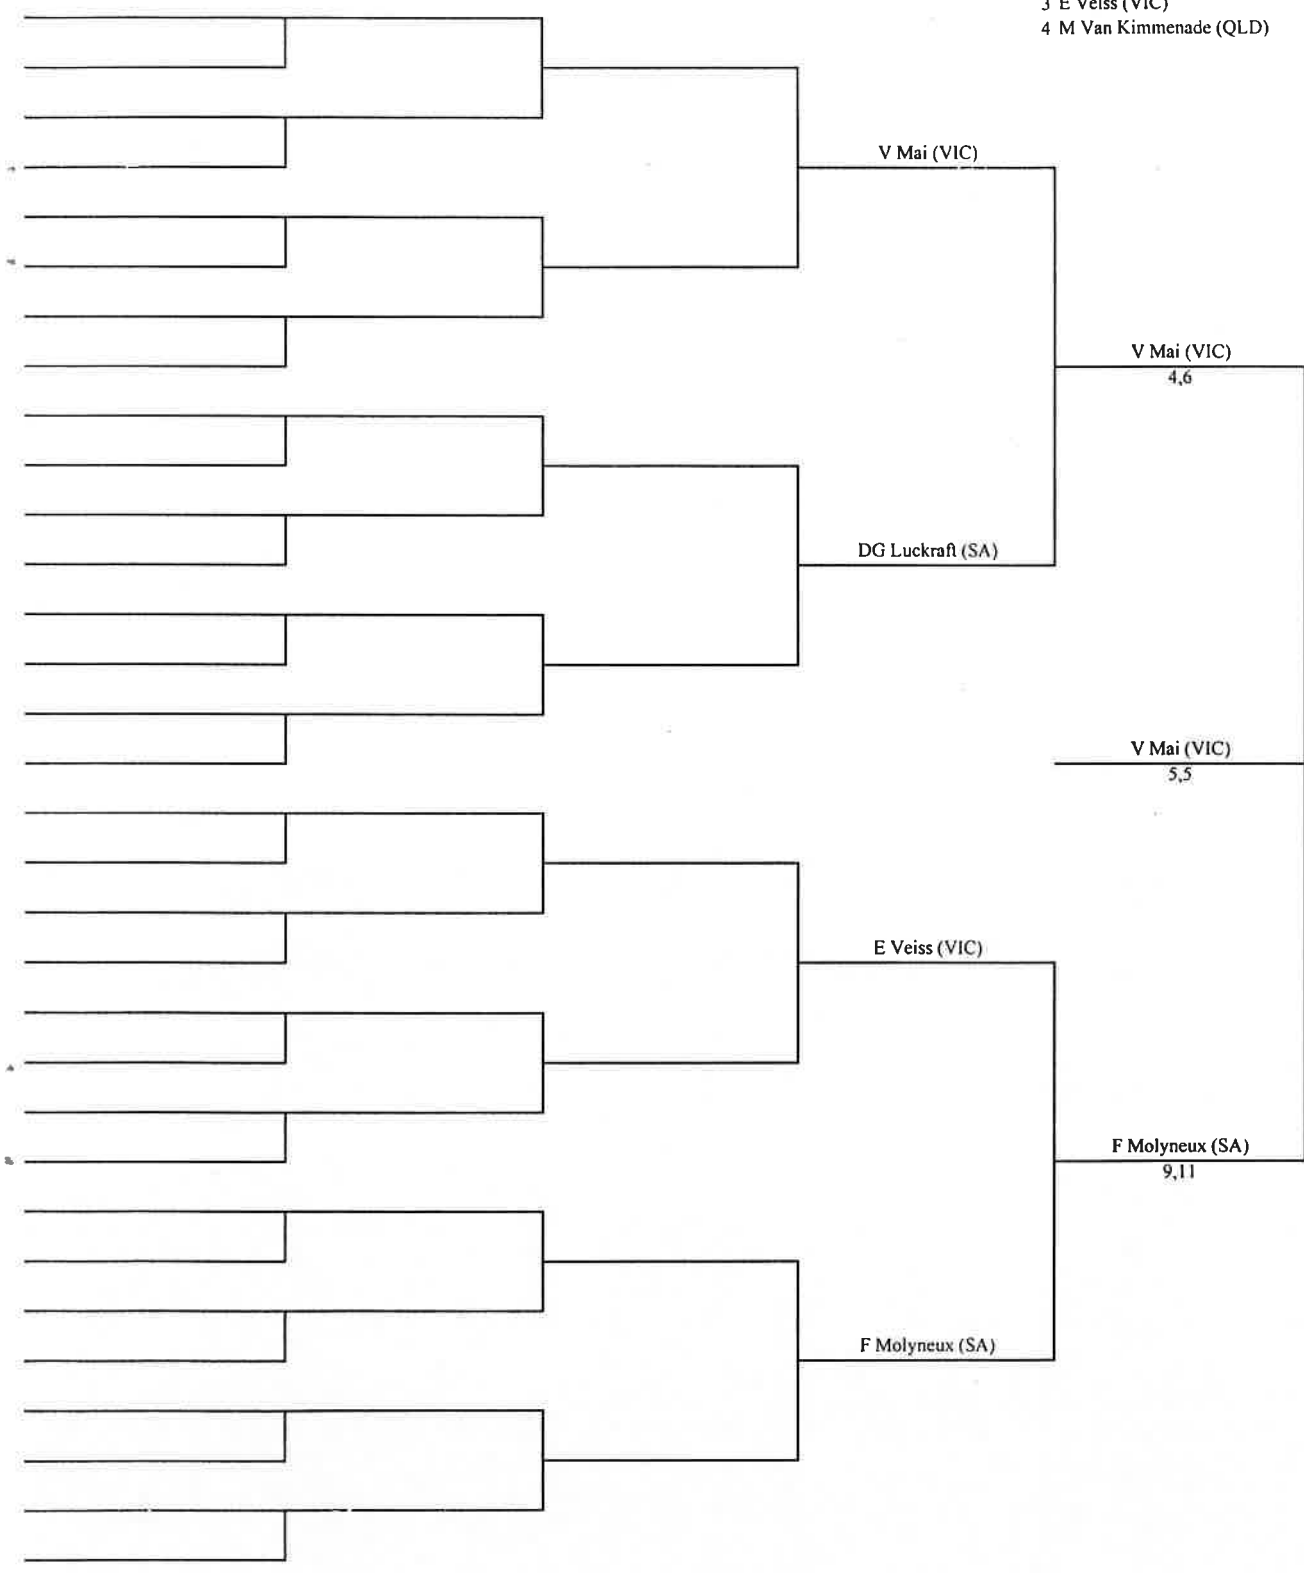 3 E Veiss (VIC)
4 M Van Kimmenade (QLD)
V Mai (VIC)
V Mai (VIC)
4,6
DG Luckraft (SA)
V Mai (VIC)
5,5
E Veiss (VIC)
F Molyneux (SA)
9,11
F Molyneux (SA)